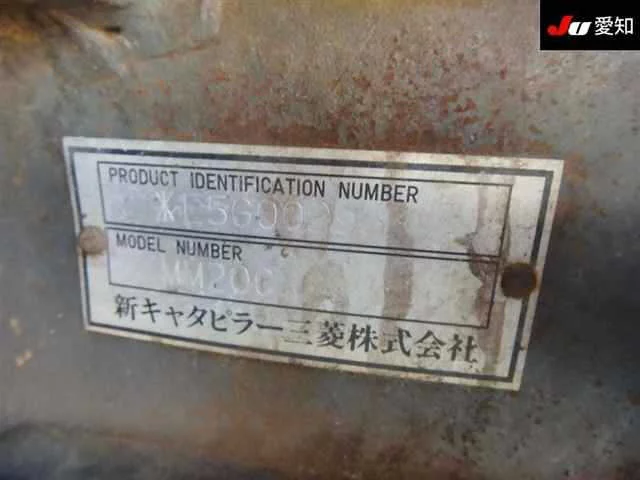 JU 愛知
PRODUCT IDENTIFICATION NUMBER
MODEL NUMBER
MM20C
新キャタピラー三菱株式会社